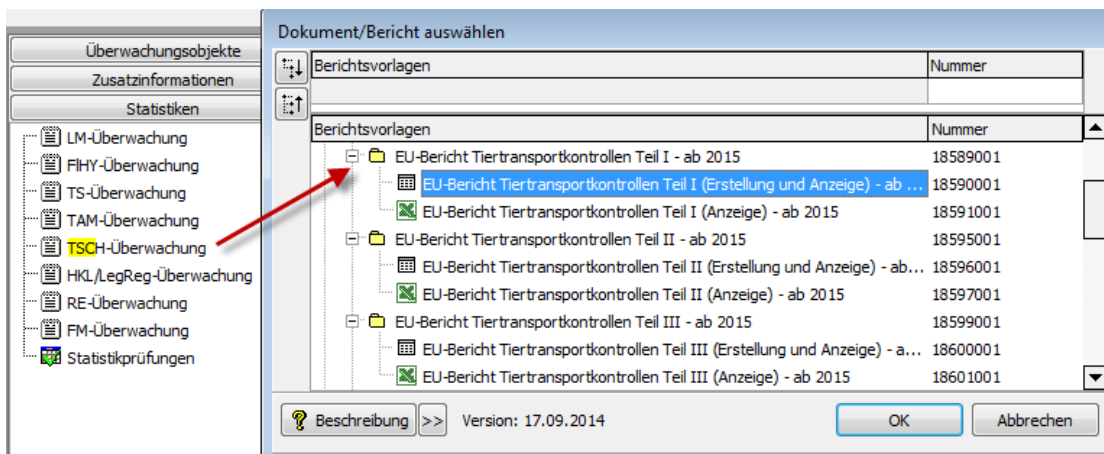 Überwachungsobjekte
Zusatzinformationen
Statistiken
LM-Überwachung
FIHY-Überwachung
TS-Überwachung
TAM-Überwachung
TSCH-Überwachung
HKL/LegReg-Überwachung
RE-Überwachung
FM-Überwachung
Statistikprüfungen
Dokument/Bericht auswählen
Berichtsvorlagen Nummer
Berichtsvorlagen Nummer
EU-Bericht Tiertransportkontrollen Teil I - ab 2015 18589001
EU-Bericht Tiertransportkontrollen Teil I (Erstellung und Anzeige) - ab ... 18590001
EU-Bericht Tiertransportkontrollen Teil I (Anzeige) - ab 2015 18591001
EU-Bericht Tiertransportkontrollen Teil II - ab 2015 18595001
EU-Bericht Tiertransportkontrollen Teil II (Erstellung und Anzeige) - ab... 18596001
EU-Bericht Tiertransportkontrollen Teil II (Anzeige) - ab 2015 18597001
EU-Bericht Tiertransportkontrollen Teil III - ab 2015 18599001
EU-Bericht Tiertransportkontrollen Teil III (Erstellung und Anzeige) - a... 18600001
EU-Bericht Tiertransportkontrollen Teil III (Anzeige) - ab 2015 18601001
Beschreibung >> Version: 17.09.2014 OK Abbrechen